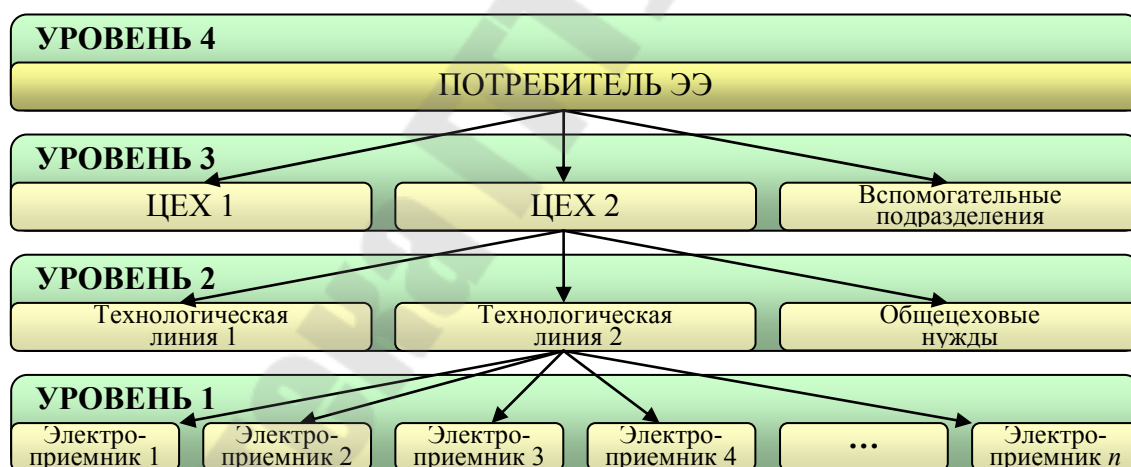 УРОВЕНЬ 4
ПОТРЕБИТЕЛЬ ЭЭ
УРОВЕНЬ 3
ЦЕХ 1
ЦЕХ 2
Вспомогательные
подразделения
УРОВЕНЬ 2
Технологическая
линия 1
Технологическая
линия 2
Общецеховые
нужды
УРОВЕНЬ 1
Электро-
приемник 1
Электро-
приемник 2
Электро-
приемник 3
Электро-
приемник 4
...
Электро-
приемник n